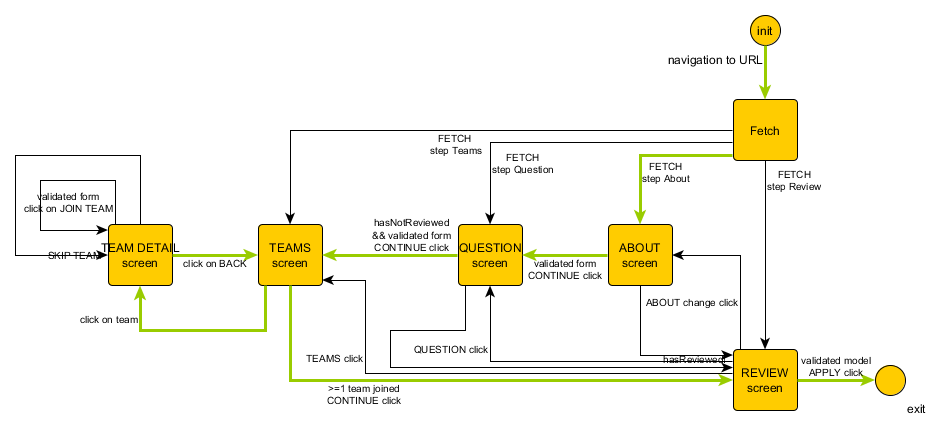 init
navigation to URL
Fetch
FETCH
step Teams
FETCH
step Question
FETCH
step About
FETCH
step Review
validated form
click on JOIN TEAM
SKIP TEAM
TEAM DETAIL
screen
click on BACK
TEAMS
screen
hasNotReviewed
&& validated form
CONTINUE click
QUESTION
screen
validated form
CONTINUE click
ABOUT
screen
click on team
ABOUT change click
TEAMS click
QUESTION click
hasReviewed
>=1 team joined
CONTINUE click
REVIEW
screen
validated model
APPLY click
exit